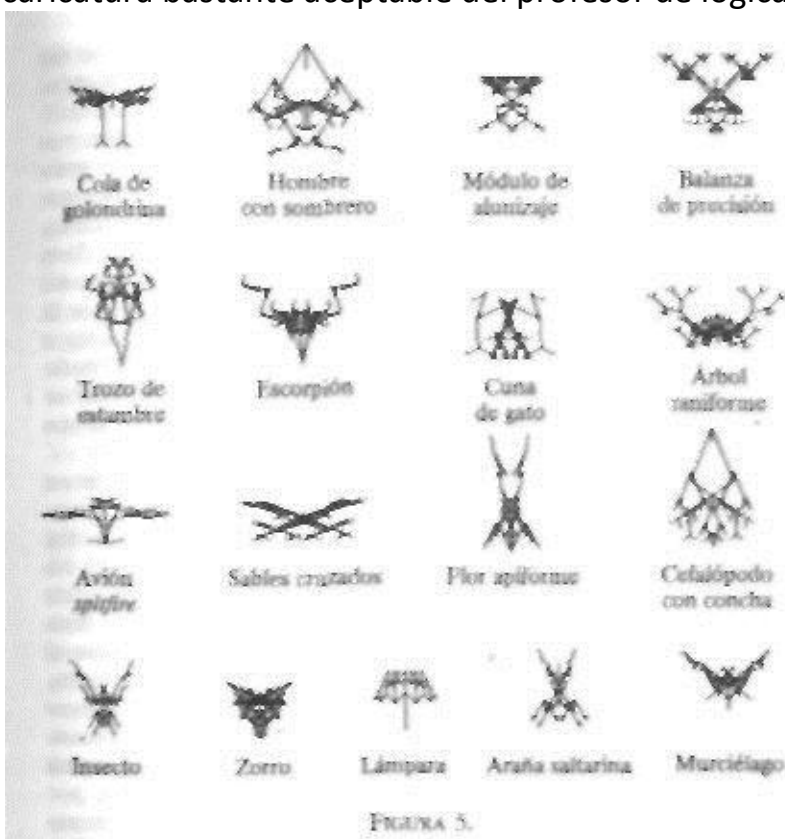 caricatura bastante aceptable del profesor de lógica
Cola de
golondrina
Hombre
con sombrero
Módulo de
alunizaje
Balanza
de precisión
Trozo de
estambre
Escorpión
Cuna
de gato
Árbol
raniforme
Avión
spitfire
Sables cruzados
Flor apiforme
Cefalópodo
con concha
Insecto
Zorro
Lámpara
Araña saltarina
Murciélago
FIGURA 5.